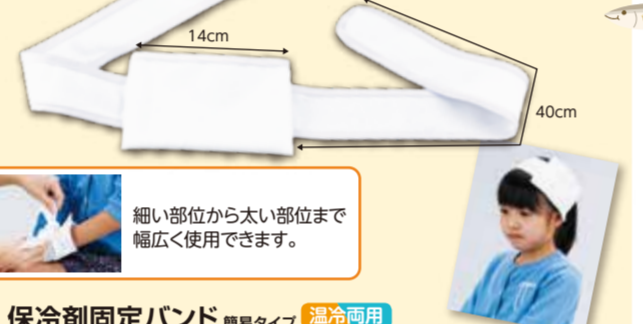 14cm
40cm
細い部位から太い部位まで
幅広く使用できます。
保冷剤固定バンド 簡易タイプ 温冷両用